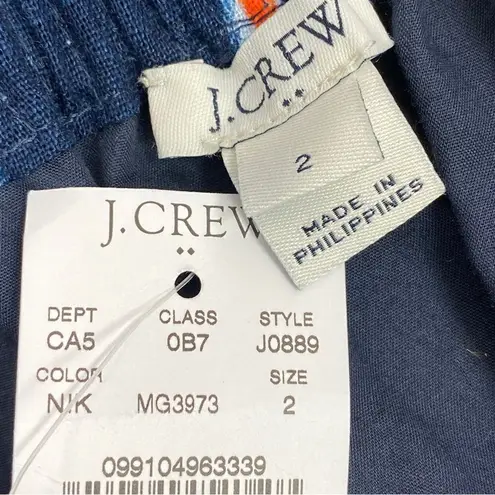 J.CREW
2
MADE IN
PHILIPPINES
J.CREW
DEPT CLASS STYLE
CA5 0B7 J0889
COLOR SIZE
N!K MG3973 2
099104963339